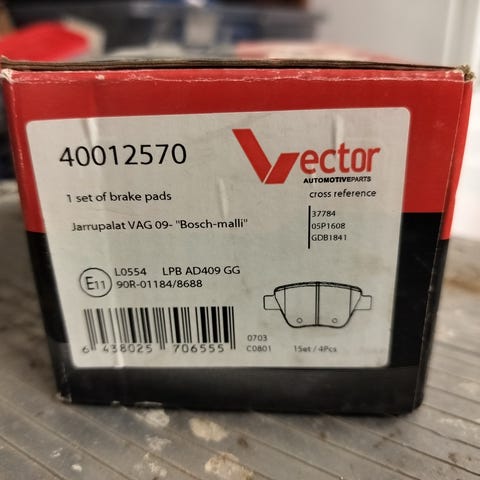 40012570
Vector
AUTOMOTIVEPARTS
1 set of brake pads
cross reference
Jarrupalat VAG 09- "Bosch-malli"
37784
05P1608
GDB1841
E11
L0554 LPB AD409 GG
90R-01184/8688
6 438025 706555
0703
C0801
1Set / 4Pcs